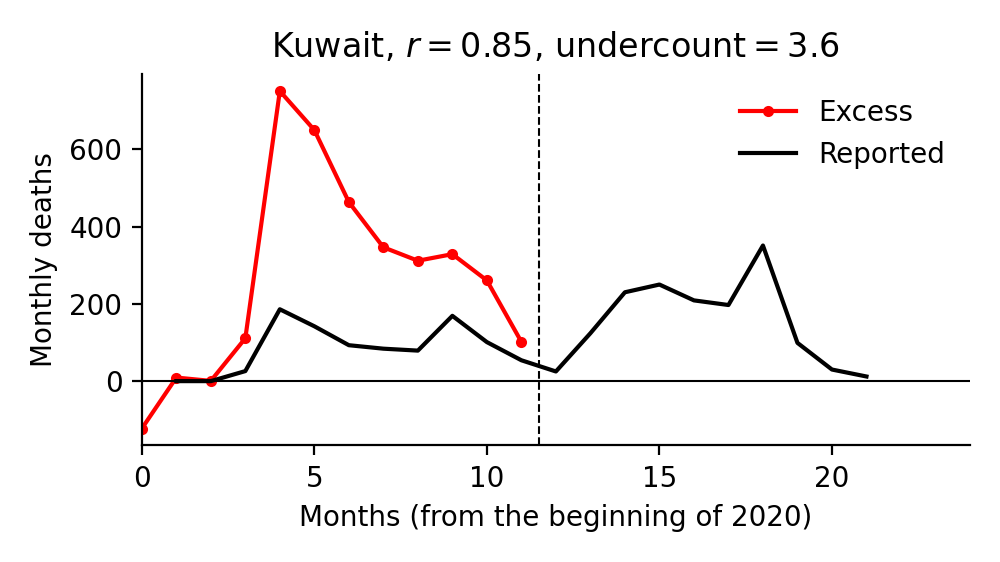 Kuwait, r = 0.85, undercount = 3.6
Excess
Reported
Monthly deaths
600
400
200
0
0 5 10 15 20
Months (from the beginning of 2020)